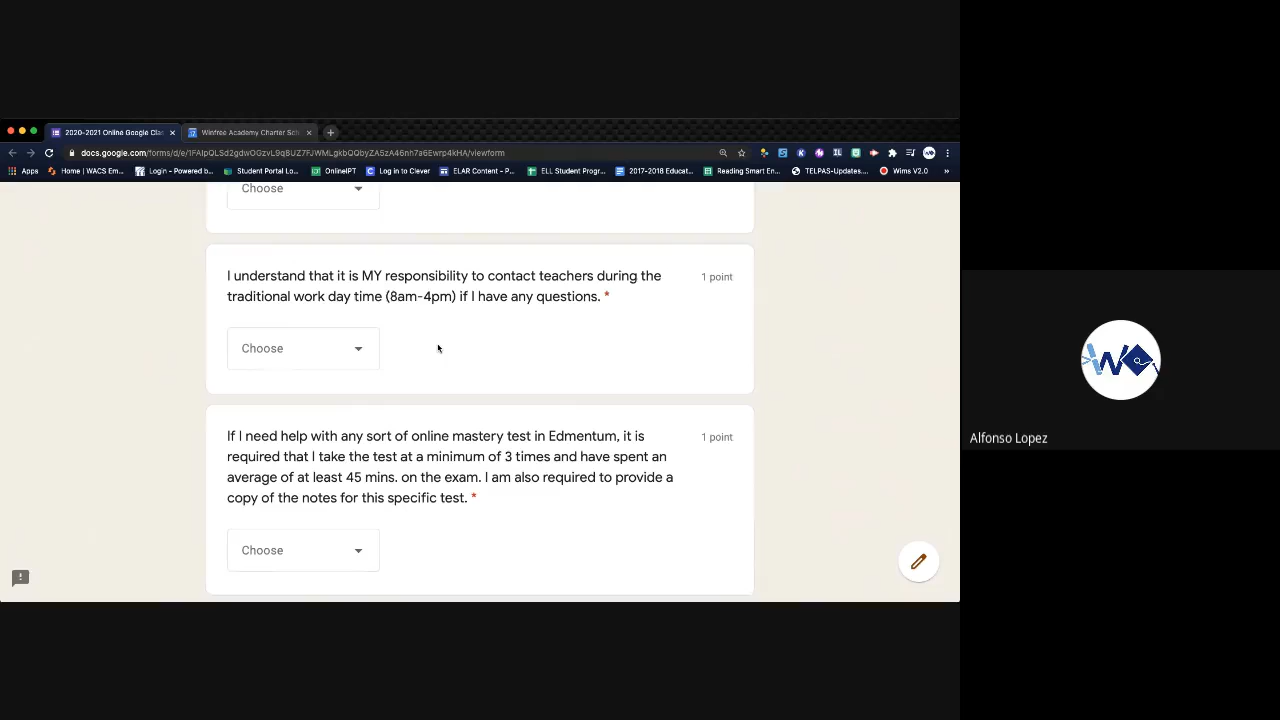 2020-2021 Online Google Clas
Winfree Academy Charter Sch
docs.google.com/forms/d/e/1FAIpQLSd2gdwOGzvL9q8UZ7FJWMLgkbQQbyZA5zA46nh7a6Ewrp4kHA/viewform
Apps
Home | WACS Em...
Login - Powered b...
Student Portal Lo...
OnlineIPT
Log in to Clever
ELAR Content - P...
ELL Student Progr...
2017-2018 Educat...
Reading Smart En...
TELPAS-Updates....
Wims V2.0
»
Choose
I understand that it is MY responsibility to contact teachers during the
traditional work day time (8am-4pm) if I have any questions. *
1 point
Choose
If I need help with any sort of online mastery test in Edmentum, it is
required that I take the test at a minimum of 3 times and have spent an
average of at least 45 mins. on the exam. I am also required to provide a
copy of the notes for this specific test. *
1 point
Choose
W
Alfonso Lopez